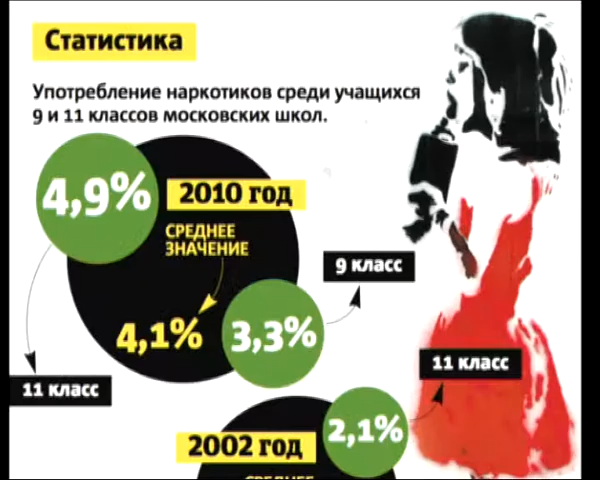 Статистика
Употребление наркотиков среди учащихся
9 и 11 классов московских школ.
4,9%
2010 год
СРЕДНЕЕ
ЗНАЧЕНИЕ
9 класс
4,1%
3,3%
11 класс
11 класс
2,1%
2002 год
СРЕДНЕЕ